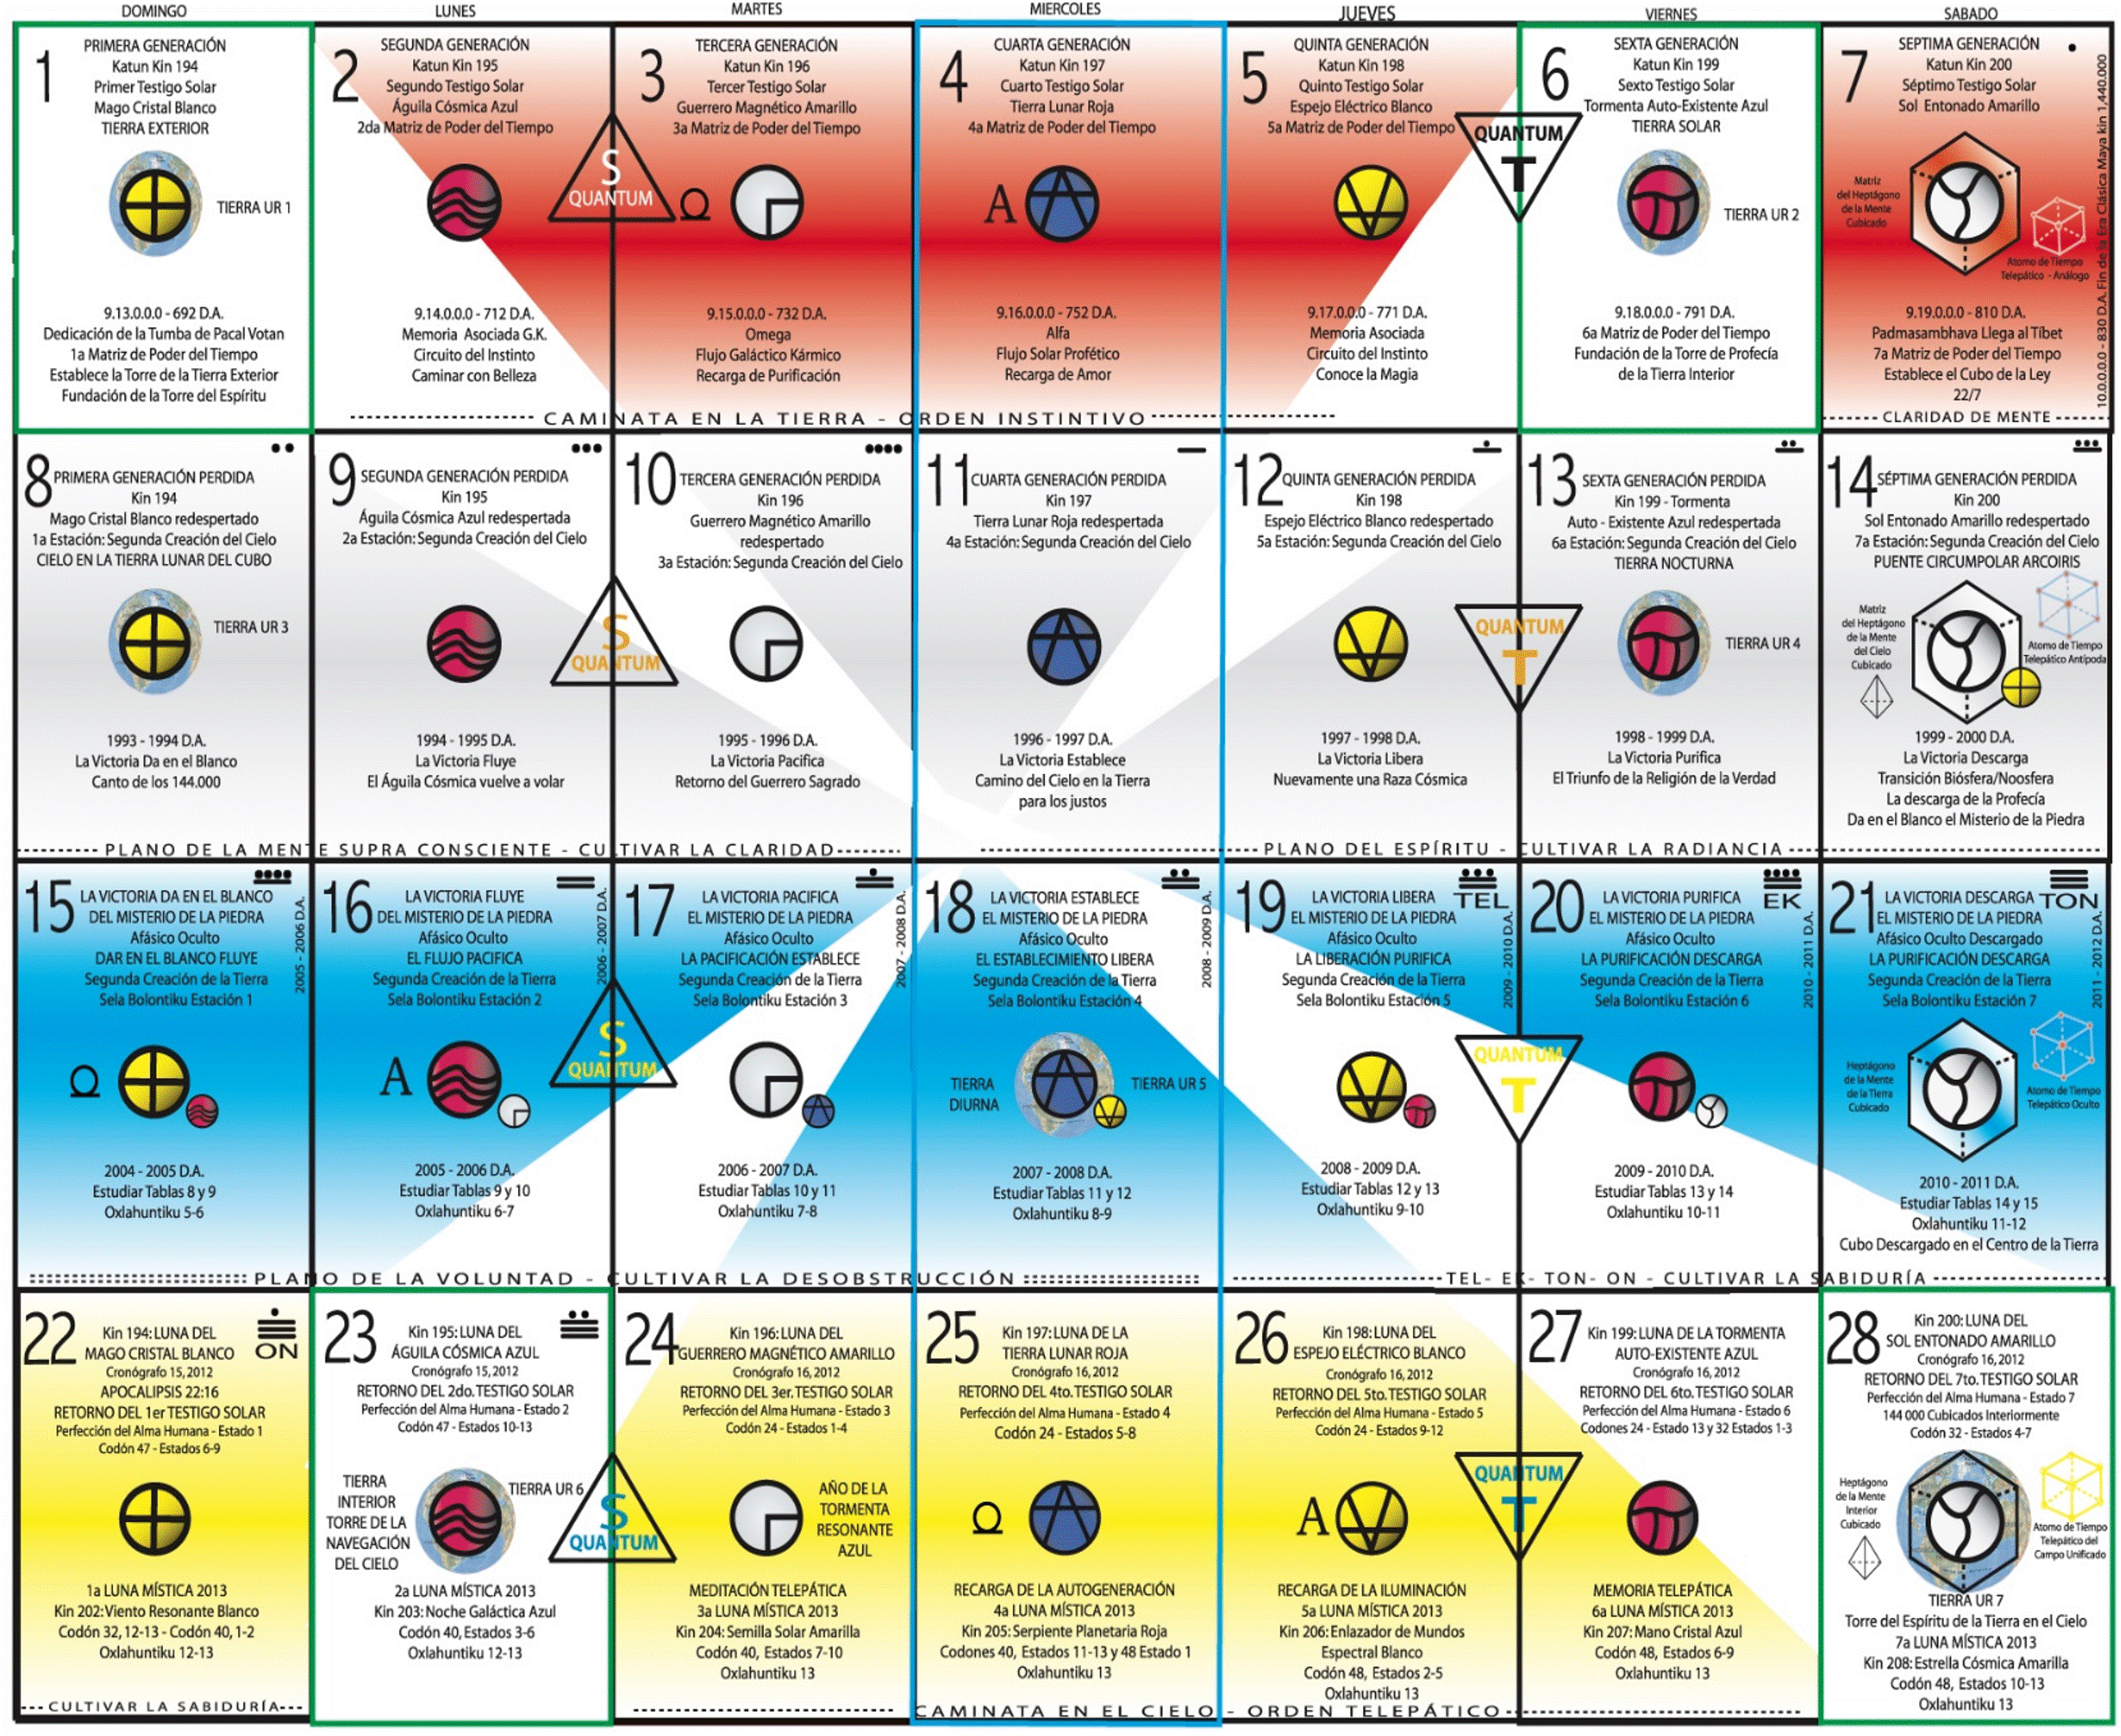 DOMINGO
LUNES
MARTES
MIERCOLES
JUEVES
VIERNES
SABADO
1
PRIMERA GENERACIÓN
Katun Kin 194
Primer Testigo Solar
Mago Cristal Blanco
TIERRA EXTERIOR
TIERRA UR 1
9.13.0.0.0 - 692 D.A.
Dedicación de la Tumba de Pacal Votan
1a Matriz de Poder del Tiempo
Establece la Torre de la Tierra Exterior
Fundación de la Torre del Espíritu
2
SEGUNDA GENERACIÓN
Katun Kin 195
Segundo Testigo Solar
Águila Cósmica Azul
2da Matriz de Poder del Tiempo
9.14.0.0.0 - 712 D.A.
Memoria Asociada G.K.
Circuito del Instinto
Caminar con Belleza
S
QUANTUM
3
TERCERA GENERACIÓN
Katun Kin 196
Tercer Testigo Solar
Guerrero Magnético Amarillo
3a Matriz de Poder del Tiempo
Ω
9.15.0.0.0 - 732 D.A.
Omega
Flujo Galáctico Kármico
Recarga de Purificación
4
CUARTA GENERACIÓN
Katun Kin 197
Cuarto Testigo Solar
Tierra Lunar Roja
4a Matriz de Poder del Tiempo
A
9.16.0.0.0 - 752 D.A.
Alfa
Flujo Solar Profético
Recarga de Amor
5
QUINTA GENERACIÓN
Katun Kin 198
Quinto Testigo Solar
Espejo Eléctrico Blanco
5a Matriz de Poder del Tiempo
9.17.0.0.0 - 771 D.A.
Memoria Asociada
Circuito del Instinto
Conoce la Magia
QUANTUM
T
6
SEXTA GENERACIÓN
Katun Kin 199
Sexto Testigo Solar
Tormenta Auto-Existente Azul
TIERRA SOLAR
TIERRA UR 2
9.18.0.0.0 - 791 D.A.
6a Matriz de Poder del Tiempo
Fundación de la Torre de Profecía
de la Tierra Interior
7
SEPTIMA GENERACIÓN
Katun Kin 200
Séptimo Testigo Solar
Sol Entonado Amarillo
Matriz
del Heptágono
de la Mente
Cubicado
Atomo de Tiempo
Telepático - Análogo
9.19.0.0.0 - 810 D.A.
Padmasambhava Llega al Tíbet
7a Matriz de Poder del Tiempo
Establece el Cubo de la Ley
22/7
10.0.0.0.0 - 830 D.A. Fin de la Era Clásica Maya kin 1,440.000
CAMINATA EN LA TIERRA - ORDEN INSTINTIVO
CLARIDAD DE MENTE
8
PRIMERA GENERACIÓN PERDIDA
Kin 194
Mago Cristal Blanco redespertado
1a Estación: Segunda Creación del Cielo
CIELO EN LA TIERRA LUNAR DEL CUBO
TIERRA UR 3
1993 - 1994 D.A.
La Victoria Da en el Blanco
Canto de los 144.000
9
SEGUNDA GENERACIÓN PERDIDA
Kin 195
Águila Cósmica Azul redespertada
2a Estación: Segunda Creación del Cielo
1994 - 1995 D.A.
La Victoria Fluye
El Águila Cósmica vuelve a volar
S
QUANTUM
10
TERCERA GENERACIÓN PERDIDA
Kin 196
Guerrero Magnético Amarillo
redespertado
3a Estación: Segunda Creación del Cielo
1995 - 1996 D.A.
La Victoria Pacifica
Retorno del Guerrero Sagrado
11
CUARTA GENERACIÓN PERDIDA
Kin 197
Tierra Lunar Roja redespertada
4a Estación: Segunda Creación del Cielo
1996 - 1997 D.A.
La Victoria Establece
Camino del Cielo en la Tierra
para los justos
12
QUINTA GENERACIÓN PERDIDA
Kin 198
Espejo Eléctrico Blanco redespertado
5a Estación: Segunda Creación del Cielo
1997 - 1998 D.A.
La Victoria Libera
Nuevamente una Raza Cósmica
QUANTUM
T
13
SEXTA GENERACIÓN PERDIDA
Kin 199 - Tormenta
Auto - Existente Azul redespertada
6a Estación: Segunda Creación del Cielo
TIERRA NOCTURNA
TIERRA UR 4
1998 - 1999 D.A.
La Victoria Purifica
El Triunfo de la Religión de la Verdad
14
SÉPTIMA GENERACIÓN PERDIDA
Kin 200
Sol Entonado Amarillo redespertado
7a Estación: Segunda Creación del Cielo
PUENTE CIRCUMPOLAR ARCOIRIS
Matriz
del Heptágono
de la Mente
del Cielo
Cubicado
Atomo de Tiempo
Telepático Antípoda
1999 - 2000 D.A.
La Victoria Descarga
Transición Biósfera/Noosfera
La descarga de la Profecía
Da en el Blanco el Misterio de la Piedra
PLANO DE LA MENTE SUPRA CONSCIENTE - CULTIVAR LA CLARIDAD
PLANO DEL ESPÍRITU - CULTIVAR LA RADIANCIA
15
LA VICTORIA DA EN EL BLANCO
DEL MISTERIO DE LA PIEDRA
Afásico Oculto
DAR EN EL BLANCO FLUYE
Segunda Creación de la Tierra
Sela Bolontiku Estación 1
2005 - 2006 D.A.
Ω
2004 - 2005 D.A.
Estudiar Tablas 8 y 9
Oxlahuntiku 5-6
16
LA VICTORIA FLUYE
DEL MISTERIO DE LA PIEDRA
Afásico Oculto
EL FLUJO PACIFICA
Segunda Creación de la Tierra
Sela Bolontiku Estación 2
2006 - 2007 D.A.
A
2005 - 2006 D.A.
Estudiar Tablas 9 y 10
Oxlahuntiku 6-7
S
QUANTUM
17
LA VICTORIA PACIFICA
EL MISTERIO DE LA PIEDRA
Afásico Oculto
LA PACIFICACIÓN ESTABLECE
Segunda Creación de la Tierra
Sela Bolontiku Estación 3
2007 - 2008 D.A.
2006 - 2007 D.A.
Estudiar Tablas 10 y 11
Oxlahuntiku 7-8
18
LA VICTORIA ESTABLECE
EL MISTERIO DE LA PIEDRA
Afásico Oculto
EL ESTABLECIMIENTO LIBERA
Segunda Creación de la Tierra
Sela Bolontiku Estación 4
2008 - 2009 D.A.
TIERRA
DIURNA
TIERRA UR 5
2007 - 2008 D.A.
Estudiar Tablas 11 y 12
Oxlahuntiku 8-9
19
LA VICTORIA LIBERA
EL MISTERIO DE LA PIEDRA
Afásico Oculto
LA LIBERACIÓN PURIFICA
Segunda Creación de la Tierra
Sela Bolontiku Estación 5
TEL
2009 - 2010 D.A.
2008 - 2009 D.A.
Estudiar Tablas 12 y 13
Oxlahuntiku 9-10
QUANTUM
T
20
LA VICTORIA PURIFICA
EL MISTERIO DE LA PIEDRA
Afásico Oculto
LA PURIFICACIÓN DESCARGA
Segunda Creación de la Tierra
Sela Bolontiku Estación 6
EK
2010 - 2011 D.A.
2009 - 2010 D.A.
Estudiar Tablas 13 y 14
Oxlahuntiku 10-11
21
LA VICTORIA DESCARGA
EL MISTERIO DE LA PIEDRA
Afásico Oculto Descargado
LA PURIFICACIÓN DESCARGA
Segunda Creación de la Tierra
Sela Bolontiku Estación 7
TON
2011 - 2012 D.A.
Heptágono
de la Mente
de la Tierra
Cubicado
Atomo de Tiempo
Telepático Oculto
2010 - 2011 D.A.
Estudiar Tablas 14 y 15
Oxlahuntiku 11-12
Cubo Descargado en el Centro de la Tierra
PLANO DE LA VOLUNTAD - CULTIVAR LA DESOBSTRUCCIÓN
TEL- EK- TON- ON - CULTIVAR LA SABIDURÍA
22
Kin 194: LUNA DEL
MAGO CRISTAL BLANCO
Cronógrafo 15, 2012
APOCALIPSIS 22:16
RETORNO DEL 1er TESTIGO SOLAR
Perfección del Alma Humana - Estado 1
Codón 47 - Estados 6-9
ON
1a LUNA MÍSTICA 2013
Kin 202: Viento Resonante Blanco
Codón 32, 12-13 - Codón 40, 1-2
Oxlahuntiku 12-13
23
Kin 195: LUNA DEL
ÁGUILA CÓSMICA AZUL
Cronógrafo 15, 2012
RETORNO DEL 2do. TESTIGO SOLAR
Perfección del Alma Humana - Estado 2
Codón 47 - Estados 10-13
TIERRA
INTERIOR
TORRE DE LA
NAVEGACIÓN
DEL CIELO
TIERRA UR 6
2a LUNA MÍSTICA 2013
Kin 203: Noche Galáctica Azul
Codón 40, Estados 3-6
Oxlahuntiku 12-13
S
QUANTUM
24
Kin 196: LUNA DEL
GUERRERO MAGNÉTICO AMARILLO
Cronógrafo 16, 2012
RETORNO DEL 3er. TESTIGO SOLAR
Perfección del Alma Humana - Estado 3
Codón 24 - Estados 1-4
AÑO DE LA
TORMENTA
RESONANTE
AZUL
MEDITACIÓN TELEPÁTICA
3a LUNA MÍSTICA 2013
Kin 204: Semilla Solar Amarilla
Codón 40, Estados 7-10
Oxlahuntiku 13
25
Kin 197: LUNA DE LA
TIERRA LUNAR ROJA
Cronógrafo 16, 2012
RETORNO DEL 4to. TESTIGO SOLAR
Perfección del Alma Humana - Estado 4
Codón 24 - Estados 5-8
Ω
RECARGA DE LA AUTOGENERACIÓN
4a LUNA MÍSTICA 2013
Kin 205: Serpiente Planetaria Roja
Codones 40, Estados 11-13 y 48 Estado 1
Oxlahuntiku 13
26
Kin 198: LUNA DEL
ESPEJO ELÉCTRICO BLANCO
Cronógrafo 16, 2012
RETORNO DEL 5to. TESTIGO SOLAR
Perfección del Alma Humana - Estado 5
Codón 24 - Estados 9-12
A
RECARGA DE LA ILUMINACIÓN
5a LUNA MÍSTICA 2013
Kin 206: Enlazador de Mundos
Espectral Blanco
Codón 48, Estados 2-5
Oxlahuntiku 13
QUANTUM
T
27
Kin 199: LUNA DE LA TORMENTA
AUTO-EXISTENTE AZUL
Cronógrafo 16, 2012
RETORNO DEL 6to. TESTIGO SOLAR
Perfección del Alma Humana - Estado 6
Codones 24 - Estado 13 y 32 Estados 1-3
MEMORIA TELEPÁTICA
6a LUNA MÍSTICA 2013
Kin 207: Mano Cristal Azul
Codón 48, Estados 6-9
Oxlahuntiku 13
28
Kin 200: LUNA DEL
SOL ENTONADO AMARILLO
Cronógrafo 16, 2012
RETORNO DEL 7to. TESTIGO SOLAR
Perfección del Alma Humana - Estado 7
144 000 Cubicados Interiormente
Codón 32 - Estados 4-7
Heptágono
de la Mente
Interior
Cubicado
Atomo de Tiempo
Telepático del
Campo Unificado
TIERRA UR 7
Torre del Espíritu de la Tierra en el Cielo
7a LUNA MÍSTICA 2013
Kin 208: Estrella Cósmica Amarilla
Codón 48, Estados 10-13
Oxlahuntiku 13
CULTIVAR LA SABIDURÍA
CAMINATA EN EL CIELO - ORDEN TELEPÁTICO